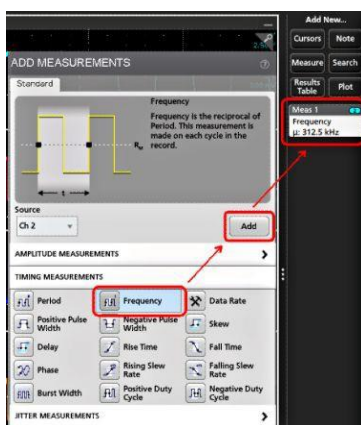 Add New...
Cursors
Note
Measure
Search
Results
Table
Plot
Meas 1
Frequency
µ: 312.5 kHz
ADD MEASUREMENTS
Standard
Frequency
Frequency is the reciprocal of
Period. This measurement is
made on each cycle in the
record.
t
Source
Ch 2
Add
AMPLITUDE MEASUREMENTS
TIMING MEASUREMENTS
Period
Frequency
Data Rate
Positive Pulse
Width
Negative Pulse
Width
Skew
Delay
Rise Time
Fall Time
Phase
Rising Slew
Rate
Falling Slew
Rate
Burst Width
Positive Duty
Cycle
Negative Duty
Cycle
JITTER MEASUREMENTS